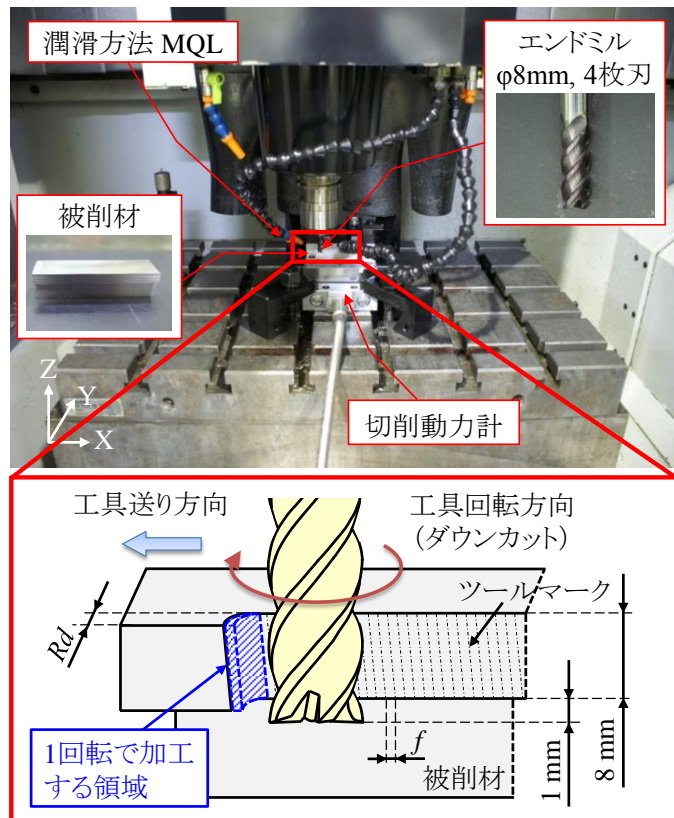 潤滑方法 MQL
エンドミル
φ8mm, 4枚刃
被削材
Z
Y
X
切削動力計
工具送り方向
工具回転方向
(ダウンカット)
ツールマーク
Rd
1回転で加工
する領域
f
被削材
1 mm
8 mm